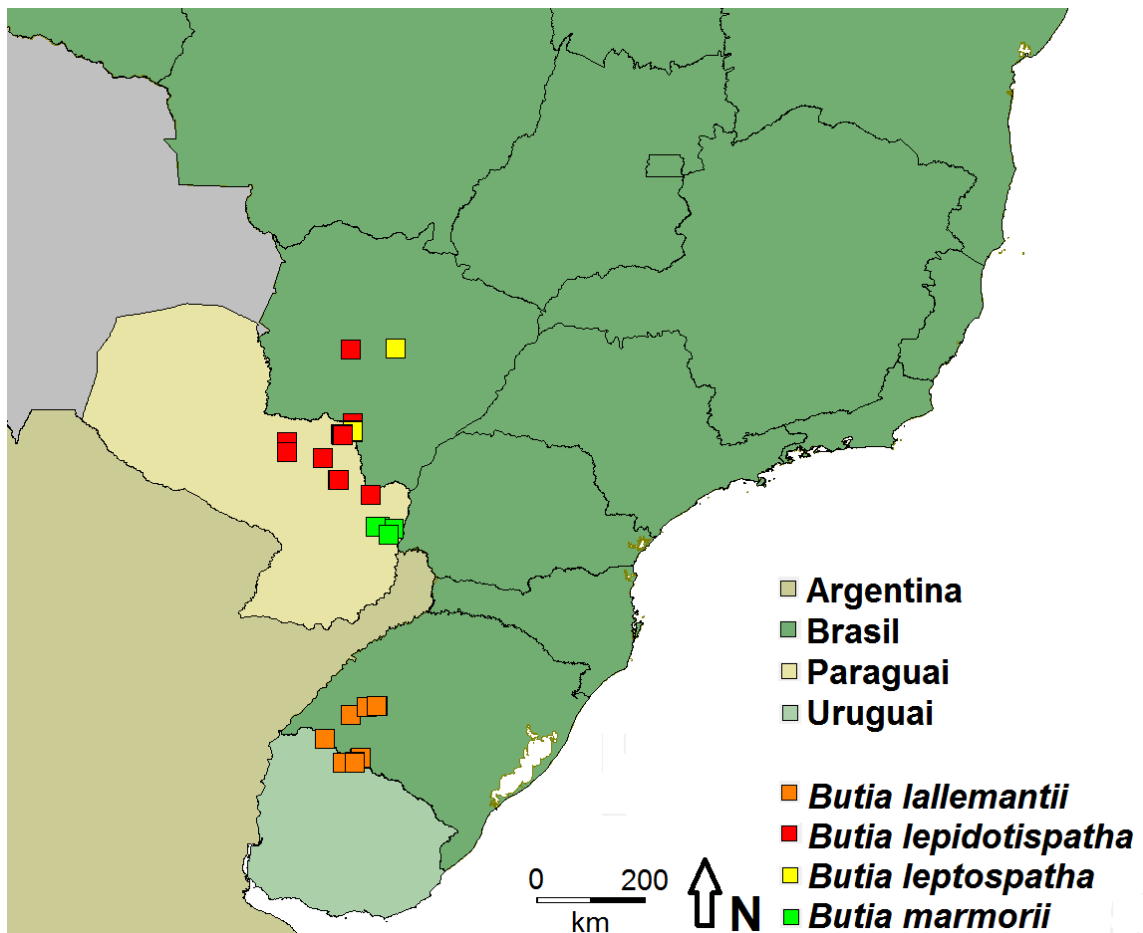 Argentina
Brasil
Paraguai
Uruguai
Butia lallemantii
Butia lepidotispatha
Butia leptospatha
Butia marmorii
0 200
km
N